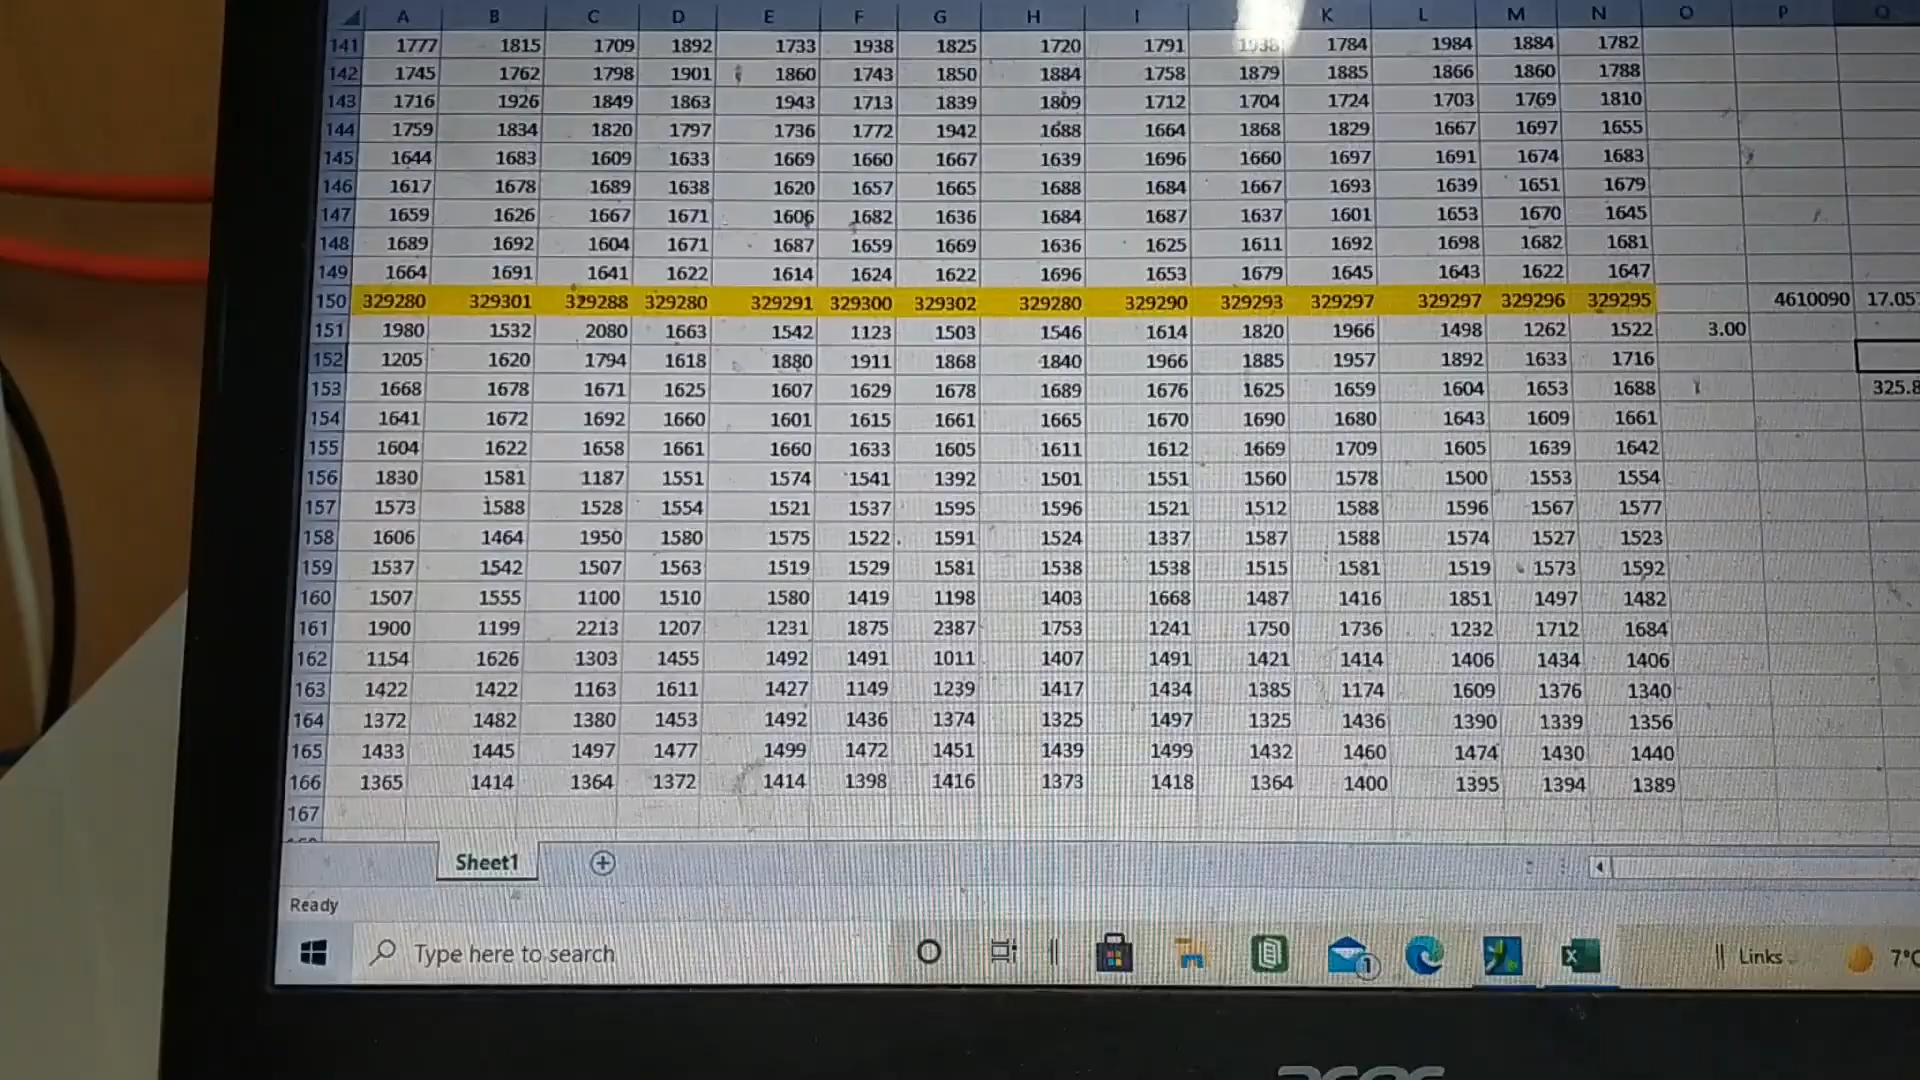 A B C D E F G H I J K L M N O P Q
141 1777 1815 1709 1892 1733 1938 1825 1720 1791 1938 1784 1984 1884 1782
142 1745 1762 1798 1901 1860 1743 1850 1884 1758 1879 1885 1866 1860 1788
143 1716 1926 1849 1863 1943 1713 1839 1809 1712 1704 1724 1703 1769 1810
144 1759 1834 1820 1797 1736 1772 1942 1688 1664 1868 1829 1667 1697 1655
145 1644 1683 1609 1633 1669 1660 1667 1639 1696 1660 1697 1691 1674 1683
146 1617 1678 1689 1638 1620 1657 1665 1688 1684 1667 1693 1639 1651 1679
147 1659 1626 1667 1671 1606 1682 1636 1684 1687 1637 1601 1653 1670 1645
148 1689 1692 1604 1671 1687 1659 1669 1636 1625 1611 1692 1698 1682 1681
149 1664 1691 1641 1622 1614 1624 1622 1696 1653 1679 1645 1643 1622 1647
150 329280 329301 329288 329280 329291 329300 329302 329280 329290 329293 329297 329297 329296 329295 4610090 17.05
151 1980 1532 2080 1663 1542 1123 1503 1546 1614 1820 1966 1498 1262 1522 3.00
152 1205 1620 1794 1618 1880 1911 1868 1840 1966 1885 1957 1892 1633 1716
153 1668 1678 1671 1625 1607 1629 1678 1689 1676 1625 1659 1604 1653 1688 325.8
154 1641 1672 1692 1660 1601 1615 1661 1665 1670 1690 1680 1643 1609 1661
155 1604 1622 1658 1661 1660 1633 1605 1611 1612 1669 1709 1605 1639 1642
156 1830 1581 1187 1551 1574 1541 1392 1501 1551 1560 1578 1500 1553 1554
157 1573 1588 1528 1554 1521 1537 1595 1596 1521 1512 1588 1596 1567 1577
158 1606 1464 1950 1580 1575 1522 1591 1524 1337 1587 1588 1574 1527 1523
159 1537 1542 1507 1563 1519 1529 1581 1538 1538 1515 1581 1519 1573 1592
160 1507 1555 1100 1510 1580 1419 1198 1403 1668 1487 1416 1851 1497 1482
161 1900 1199 2213 1207 1231 1875 2387 1753 1241 1750 1736 1232 1712 1684
162 1154 1626 1303 1455 1492 1491 1011 1407 1491 1421 1414 1406 1434 1406
163 1422 1422 1163 1611 1427 1149 1239 1417 1434 1385 1174 1609 1376 1340
164 1372 1482 1380 1453 1492 1436 1374 1325 1497 1325 1436 1390 1339 1356
165 1433 1445 1497 1477 1499 1472 1451 1439 1499 1432 1460 1474 1430 1440
166 1365 1414 1364 1372 1414 1398 1416 1373 1418 1364 1400 1395 1394 1389
167
Sheet1
Ready
Type here to search
1
Links
7°C
acer